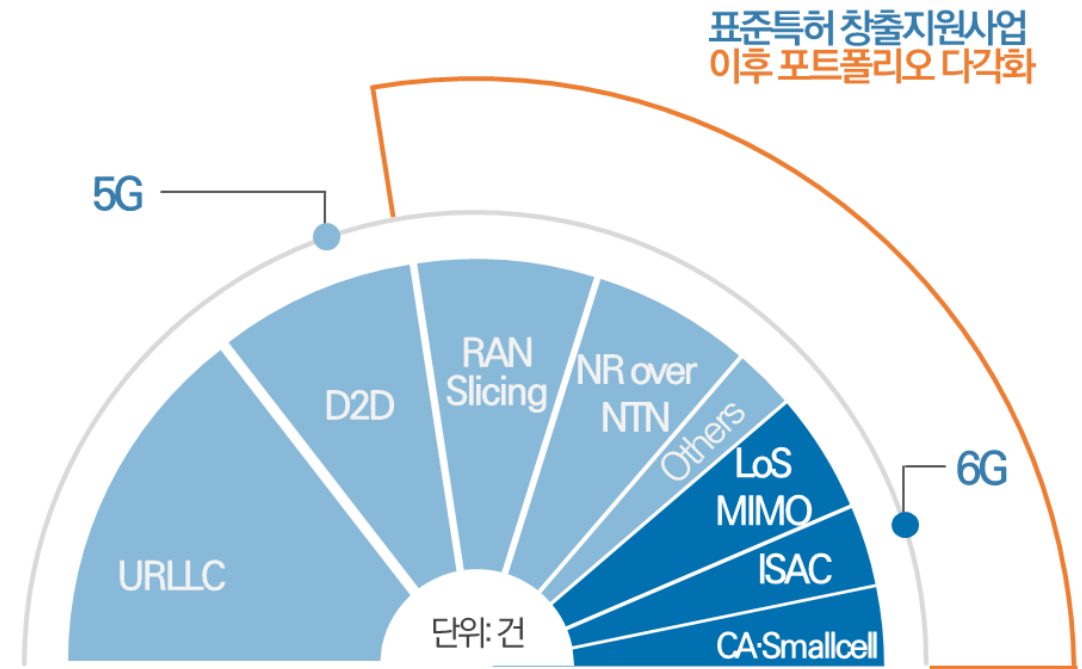 표준특허 창출지원사업
이후 포트폴리오 다각화
5G
RAN
Slicing
NR over
NTN
D2D
Others
LoS
MIMO
6G
ISAC
URLLC
단위: 건
CA·Smallcell